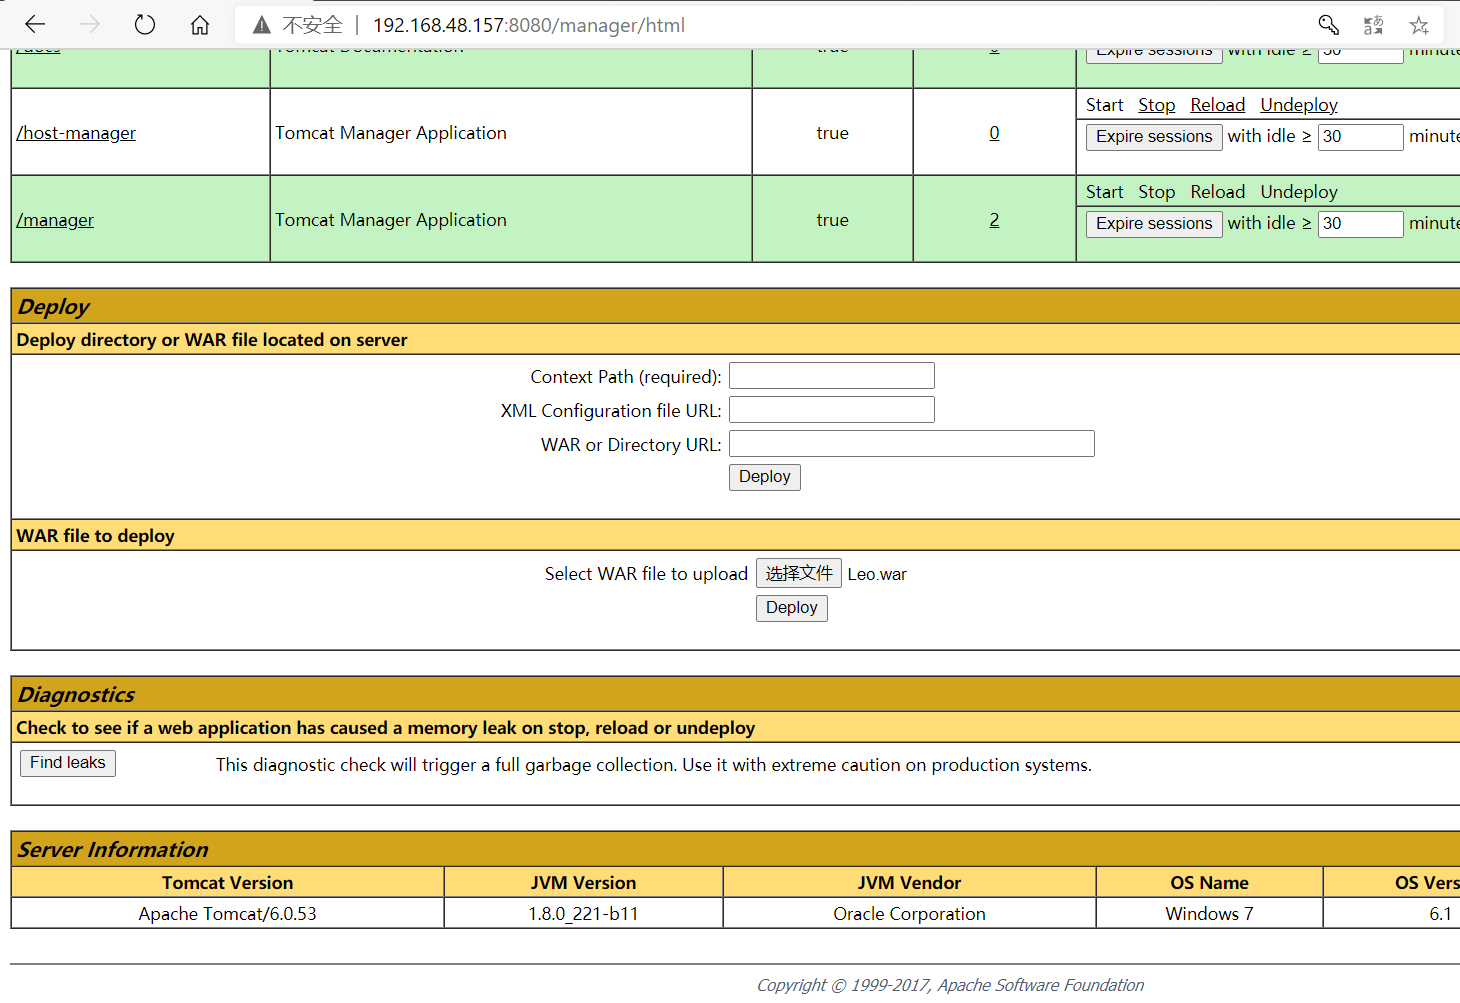 不安全 192.168.48.157:8080/manager/html
/docs Tomcat Documentation true 0 Expire sessions with idle ≥ 30
Start Stop Reload Undeploy
/host-manager Tomcat Manager Application true 0
Expire sessions with idle ≥ 30 minute
Start Stop Reload Undeploy
/manager Tomcat Manager Application true 2
Expire sessions with idle ≥ 30 minute
Deploy
Deploy directory or WAR file located on server
Context Path (required):
XML Configuration file URL:
WAR or Directory URL:
Deploy
WAR file to deploy
Select WAR file to upload 选择文件 Leo.war
Deploy
Diagnostics
Check to see if a web application has caused a memory leak on stop, reload or undeploy
Find leaks This diagnostic check will trigger a full garbage collection. Use it with extreme caution on production systems.
Server Information
Tomcat Version JVM Version JVM Vendor OS Name OS Vers
Apache Tomcat/6.0.53 1.8.0_221-b11 Oracle Corporation Windows 7 6.1
Copyright © 1999-2017, Apache Software Foundation